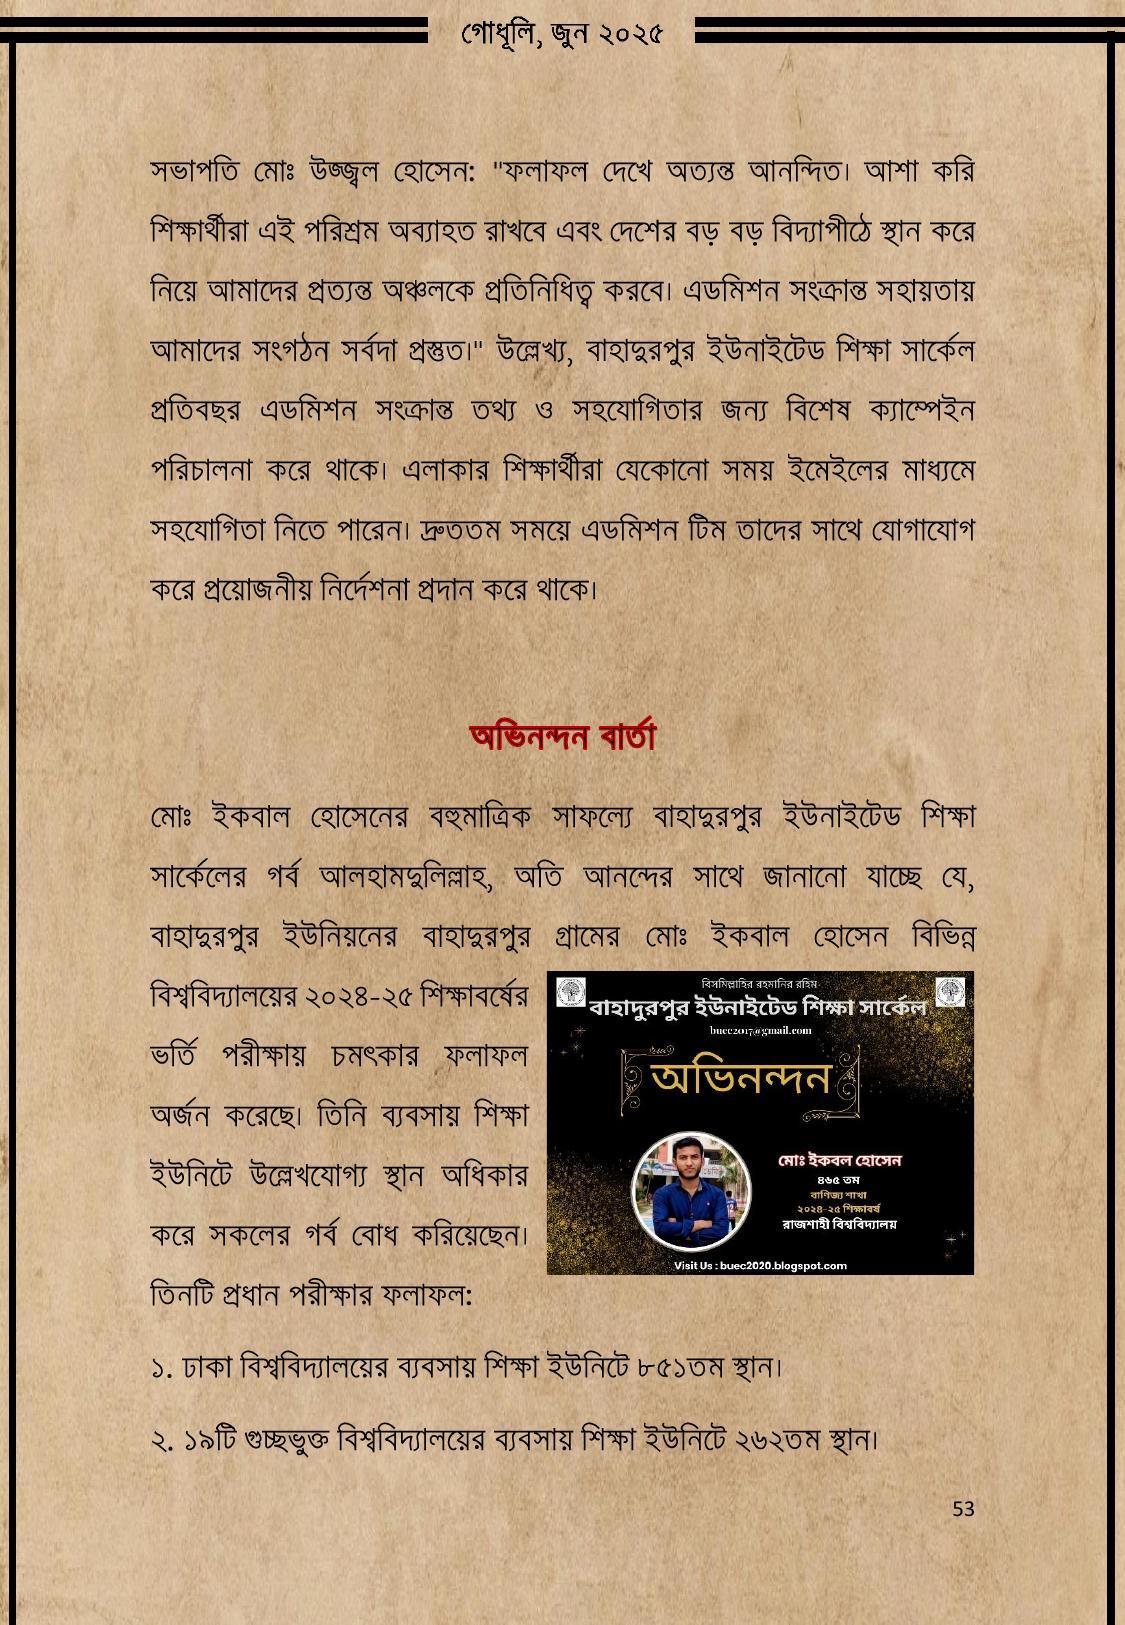 গোধূলি, জুন ২০২৫
সভাপতি মোঃ উজ্জ্বল হোসেন: "ফলাফল দেখে অত্যন্ত আনন্দিত। আশা করি
শিক্ষার্থীরা এই পরিশ্রম অব্যাহত রাখবে এবং দেশের বড় বড় বিদ্যাপীঠে স্থান করে
নিয়ে আমাদের প্রত্যন্ত অঞ্চলকে প্রতিনিধিত্ব করবে। এডমিশন সংক্রান্ত সহায়তায়
আমাদের সংগঠন সর্বদা প্রস্তুত।" উল্লেখ্য, বাহাদুরপুর ইউনাইটেড শিক্ষা সার্কেল
প্রতিবছর এডমিশন সংক্রান্ত তথ্য ও সহযোগিতার জন্য বিশেষ ক্যাম্পেইন
পরিচালনা করে থাকে। এলাকার শিক্ষার্থীরা যেকোনো সময় ইমেইলের মাধ্যমে
সহযোগিতা নিতে পারেন। দ্রুততম সময়ে এডমিশন টিম তাদের সাথে যোগাযোগ
করে প্রয়োজনীয় নির্দেশনা প্রদান করে থাকে।
অভিনন্দন বার্তা
মোঃ ইকবাল হোসেনের বহুমাত্রিক সাফল্যে বাহাদুরপুর ইউনাইটেড শিক্ষা
সার্কেলের গর্ব আলহামদুলিল্লাহ, অতি আনন্দের সাথে জানানো যাচ্ছে যে,
বাহাদুরপুর ইউনিয়নের বাহাদুরপুর গ্রামের মোঃ ইকবাল হোসেন বিভিন্ন
বিশ্ববিদ্যালয়ের ২০২৪-২৫ শিক্ষাবর্ষের
ভর্তি পরীক্ষায় চমৎকার ফলাফল
অর্জন করেছে। তিনি ব্যবসায় শিক্ষা
ইউনিটে উল্লেখযোগ্য স্থান অধিকার
করে সকলের গর্ব বোধ করিয়েছেন।
তিনটি প্রধান পরীক্ষার ফলাফল:
বিসমিল্লাহির রহমানির রহিম
বাহাদুরপুর ইউনাইটেড শিক্ষা সার্কেল
buec2017@gmail.com
অভিনন্দন
মোঃ ইকবল হোসেন
৪৬৫ তম
বাণিজ্য শাখা
২০২৪-২৫ শিক্ষাবর্ষ
রাজশাহী বিশ্ববিদ্যালয়
Visit Us : buec2020.blogspot.com
১. ঢাকা বিশ্ববিদ্যালয়ের ব্যবসায় শিক্ষা ইউনিটে ৮৫১তম স্থান।
২. ১৯টি গুচ্ছভুক্ত বিশ্ববিদ্যালয়ের ব্যবসায় শিক্ষা ইউনিটে ২৬২তম স্থান।
53